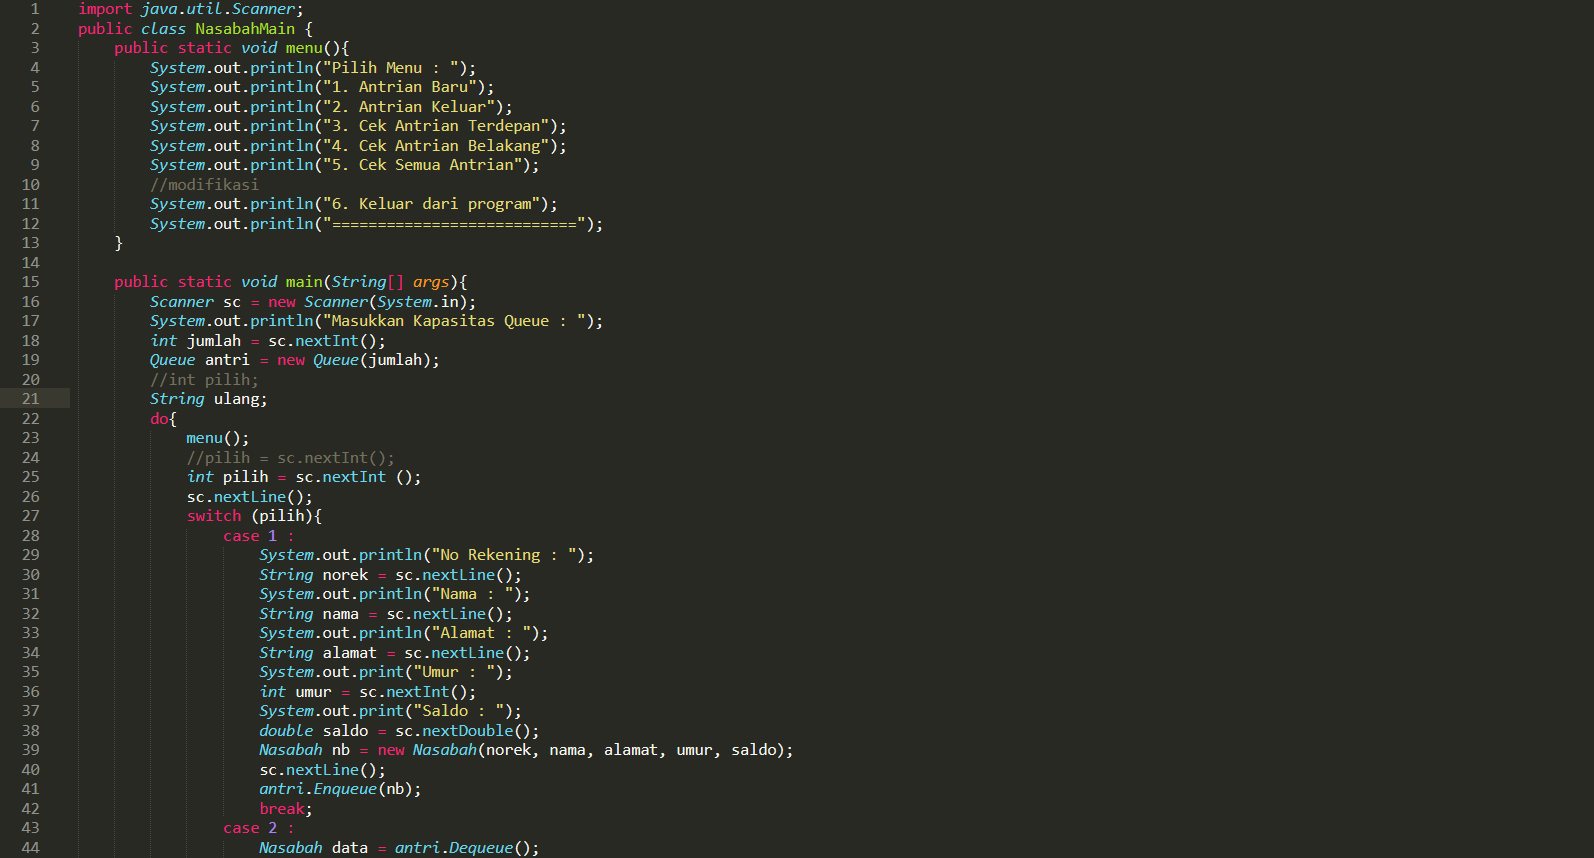 1 import java.util.Scanner;
2 public class NasabahMain {
3 public static void menu(){
4 System.out.println("Pilih Menu : ");
5 System.out.println("1. Antrian Baru");
6 System.out.println("2. Antrian Keluar");
7 System.out.println("3. Cek Antrian Terdepan");
8 System.out.println("4. Cek Antrian Belakang");
9 System.out.println("5. Cek Semua Antrian");
10 //modifikasi
11 System.out.println("6. Keluar dari program");
12 System.out.println("===========================");
13 }
14
15 public static void main(String[] args){
16 Scanner sc = new Scanner(System.in);
17 System.out.println("Masukkan Kapasitas Queue : ");
18 int jumlah = sc.nextInt();
19 Queue antri = new Queue(jumlah);
20 //int pilih;
21 String ulang;
22 do{
23 menu();
24 //pilih = sc.nextInt();
25 int pilih = sc.nextInt ();
26 sc.nextLine();
27 switch (pilih){
28 case 1 :
29 System.out.println("No Rekening : ");
30 String norek = sc.nextLine();
31 System.out.println("Nama : ");
32 String nama = sc.nextLine();
33 System.out.println("Alamat : ");
34 String alamat = sc.nextLine();
35 System.out.print("Umur : ");
36 int umur = sc.nextInt();
37 System.out.print("Saldo : ");
38 double saldo = sc.nextDouble();
39 Nasabah nb = new Nasabah(norek, nama, alamat, umur, saldo);
40 sc.nextLine();
41 antri.Enqueue(nb);
42 break;
43 case 2 :
44 Nasabah data = antri.Dequeue();